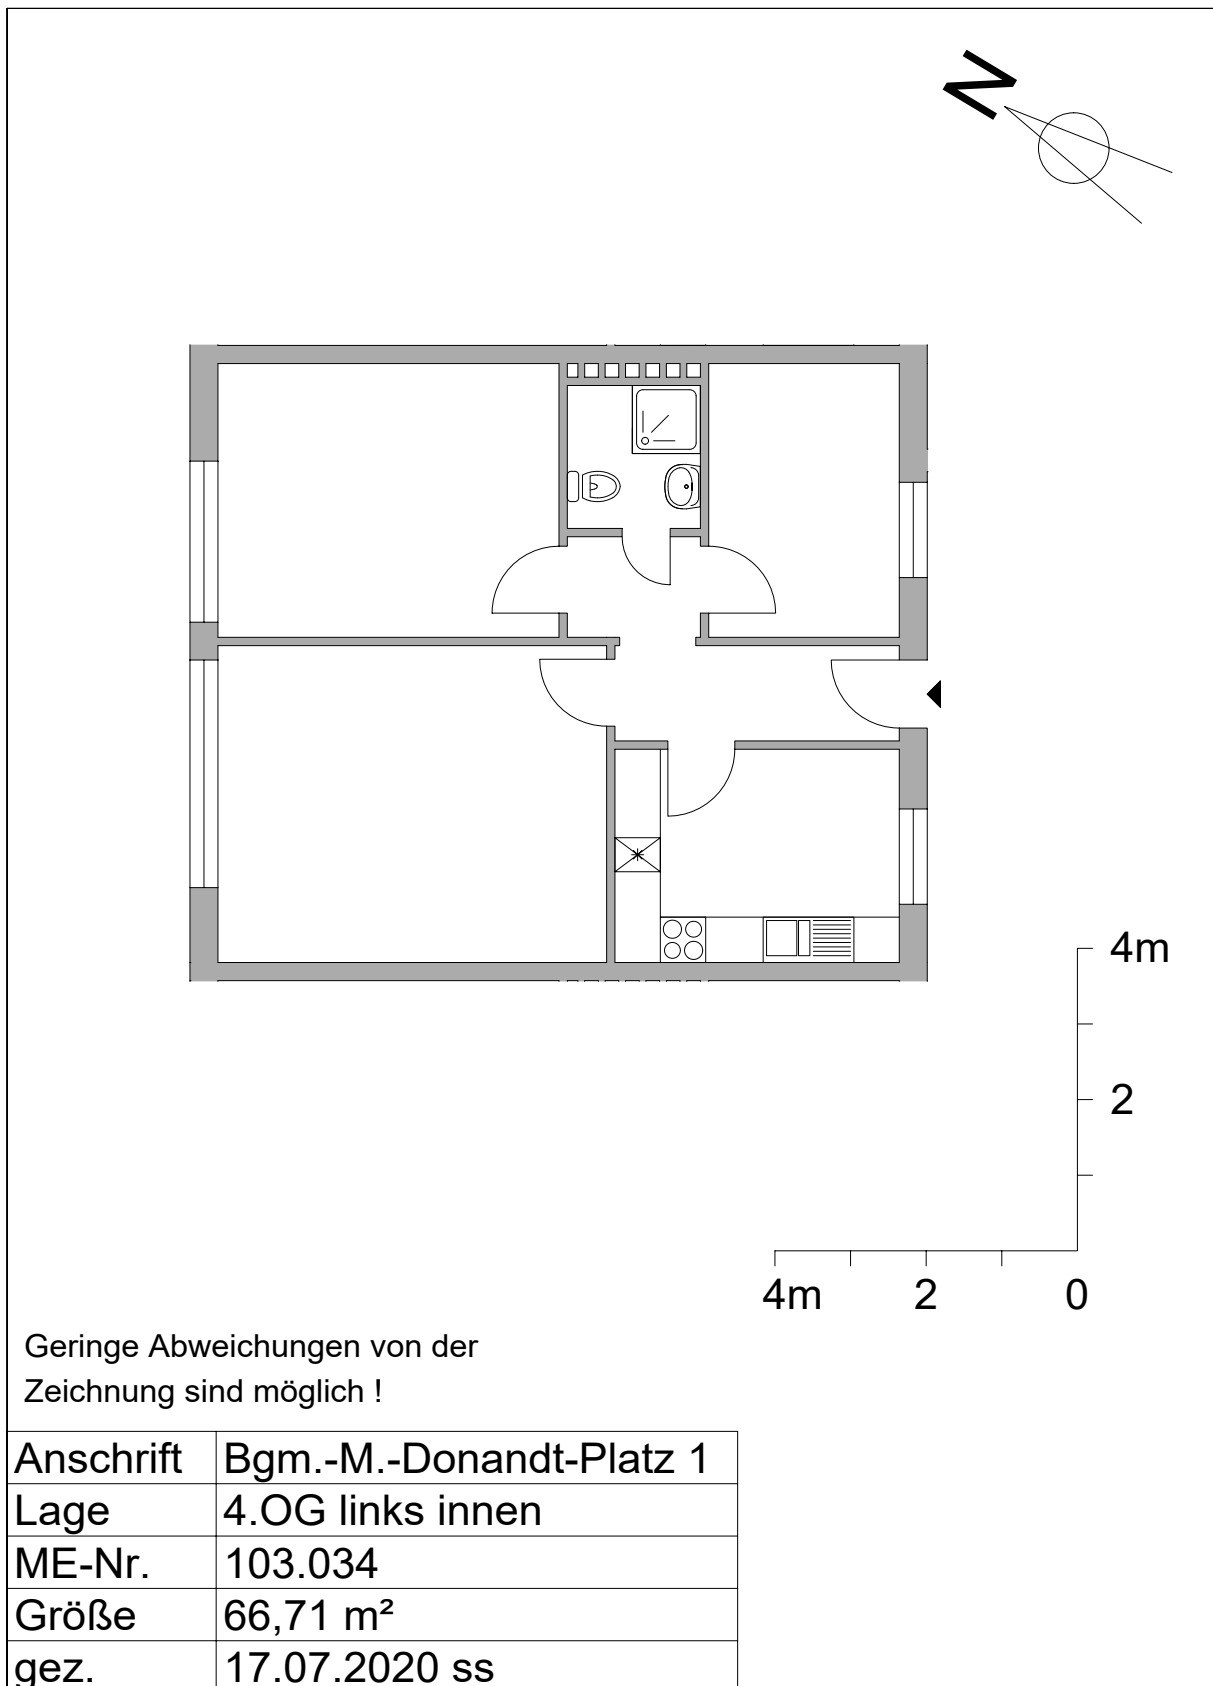 N
4m
2
4m 2 0
Geringe Abweichungen von der
Zeichnung sind möglich !
Anschrift Bgm.-M.-Donandt-Platz 1
Lage 4.OG links innen
ME-Nr. 103.034
Größe 66,71 m²
gez. 17.07.2020 ss